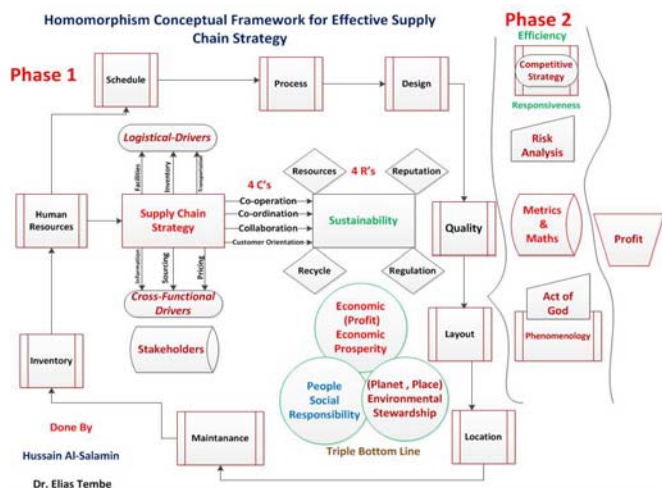 Homomorphism Conceptual Framework for Effective Supply
Chain Strategy
Phase 1
Phase 2
Efficiency
Schedule
Process
Design
Competitive
Strategy
Responsiveness
Logistical-Drivers
Risk
Analysis
Facilities
Inventory
Transportation
4 C's
Resources
4 R's
Reputation
Human
Resources
Supply Chain
Strategy
Co-operation
Co-ordination
Collaboration
Customer Orientation
Sustainability
Quality
Metrics
&
Maths
Profit
Information
Sourcing
Pricing
Recycle
Regulation
Cross-Functional
Drivers
Stakeholders
Economic
(Profit)
Economic
Prosperity
Act of
God
Phenomenology
Layout
Inventory
People
Social
Responsibility
(Planet , Place)
Environmental
Stewardship
Triple Bottom Line
Location
Maintanance
Done By
Hussain Al-Salamin
Dr. Elias Tembe